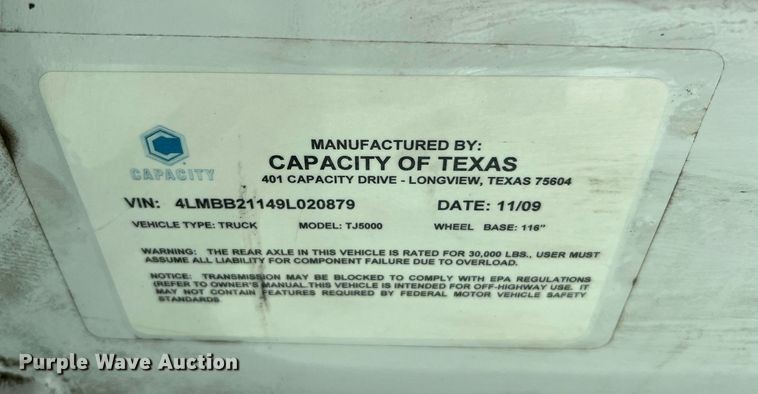 MANUFACTURED BY:
CAPACITY OF TEXAS
401 CAPACITY DRIVE - LONGVIEW, TEXAS 75604
CAPACITY
VIN: 4LMBB21149L020879 DATE: 11/09
VEHICLE TYPE: TRUCK MODEL: TJ5000 WHEEL BASE: 116"
WARNING: THE REAR AXLE IN THIS VEHICLE IS RATED FOR 30,000 LBS., USER MUST
ASSUME ALL LIABILITY FOR COMPONENT FAILURE DUE TO OVERLOAD.
NOTICE: TRANSMISSION MAY BE BLOCKED TO COMPLY WITH EPA REGULATIONS
(REFER TO OWNER'S MANUAL.THIS VEHICLE IS INTENDED FOR OFF-HIGHWAY USE. IT
MAY NOT CONTAIN FEATURES REQUIRED BY FEDERAL MOTOR VEHICLE SAFETY
STANDARDS
Purple Wave Auction